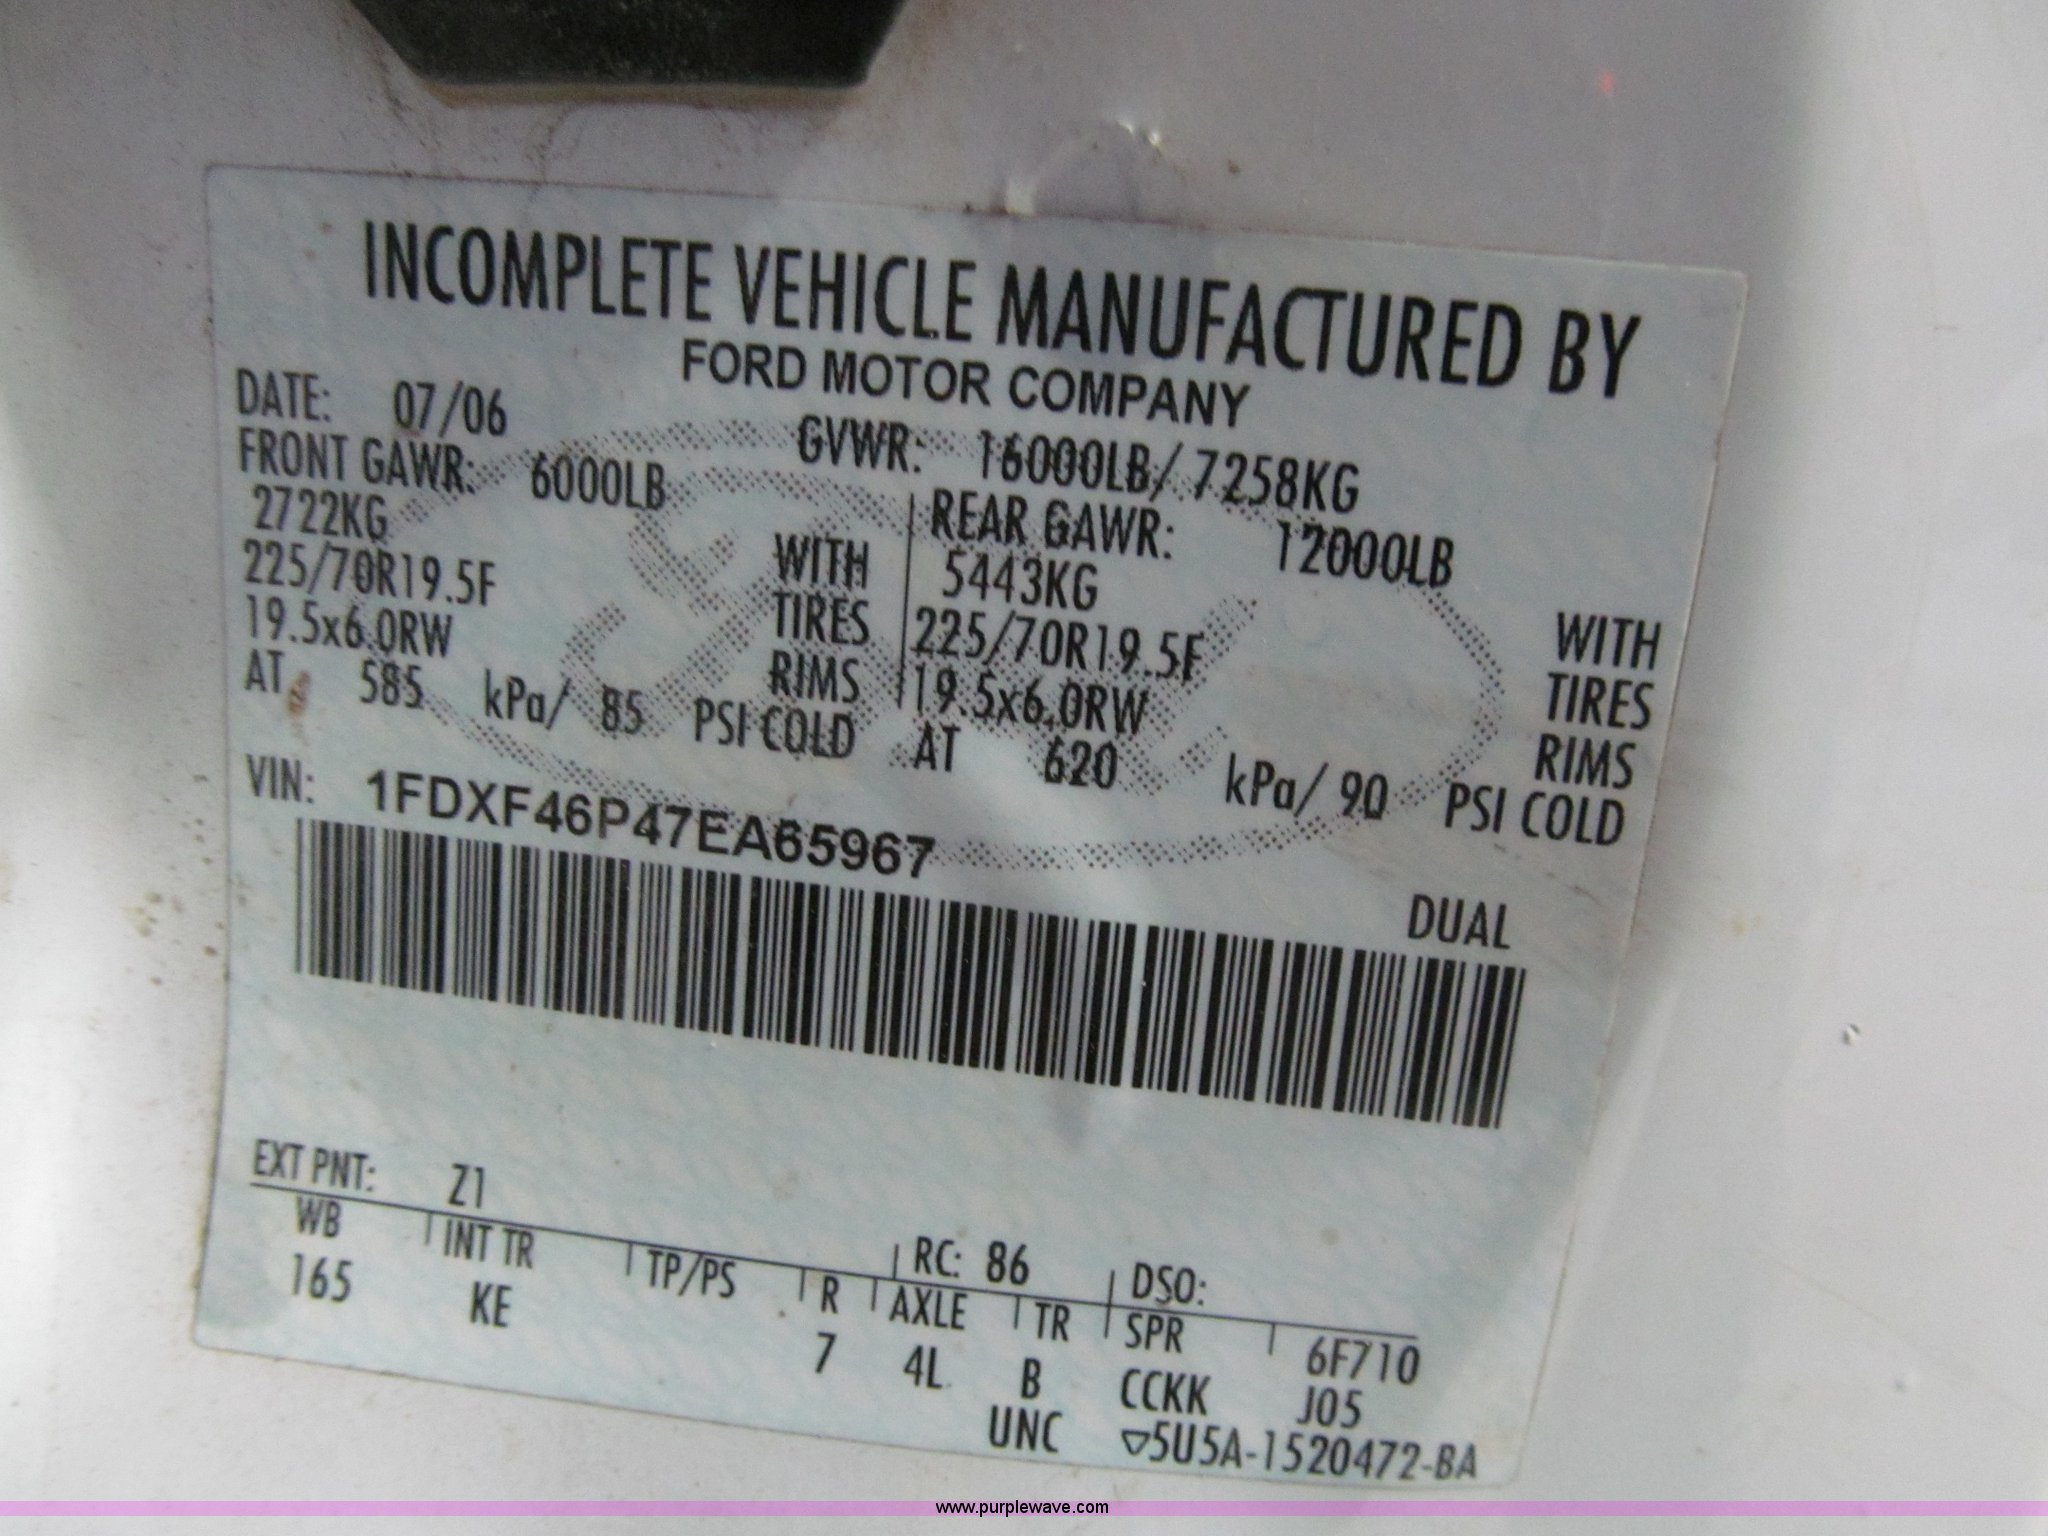 INCOMPLETE VEHICLE MANUFACTURED BY
FORD MOTOR COMPANY
DATE: 07/06 GVWR: 16000LB/ 7258KG
FRONT GAWR: 6000LB REAR GAWR: 12000LB
2722KG WITH 5443KG WITH
225/70R19.5F TIRES 225/70R19.5F TIRES
19.5x6.0RW RIMS 19.5x6.0RW RIMS
AT 585 kPa/ 85 PSI COLD AT 620 kPa/ 90 PSI COLD
VIN: 1FDXF46P47EA65967
DUAL
EXT PNT: Z1 RC: 86 DSO:
WB INT TR TP/PS R AXLE TR SPR 6F710
165 KE 7 4L B CCKK J05
UNC ▽5U5A-1520472-BA
www.purplewave.com